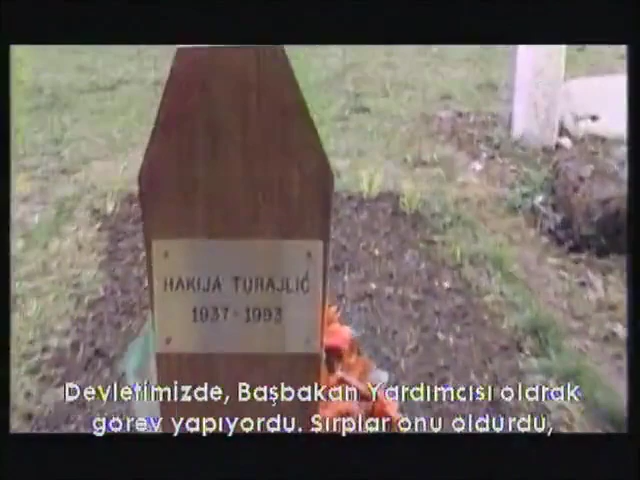 HAKIJA TURAJLIĆ
1937-1993
Devletimizde, Başbakan Yardımcısı olarak
görev yapıyordu. Sırplar onu öldürdü,